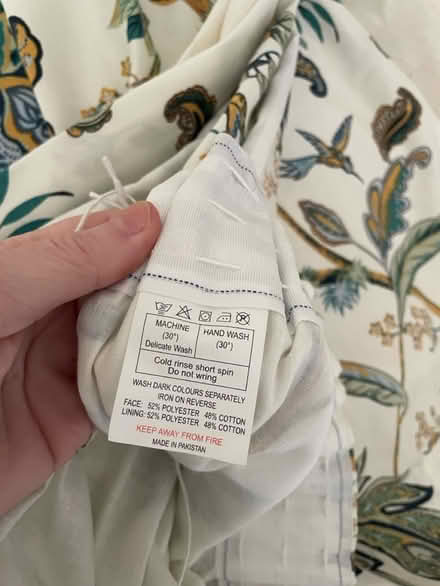 MACHINE
(30°)
Delicate Wash
HAND WASH
(30°)
Cold rinse short spin
Do not wring
WASH DARK COLOURS SEPARATELY
IRON ON REVERSE
FACE: 52% POLYESTER 48% COTTON
LINING: 52% POLYESTER 48% COTTON
KEEP AWAY FROM FIRE
MADE IN PAKISTAN